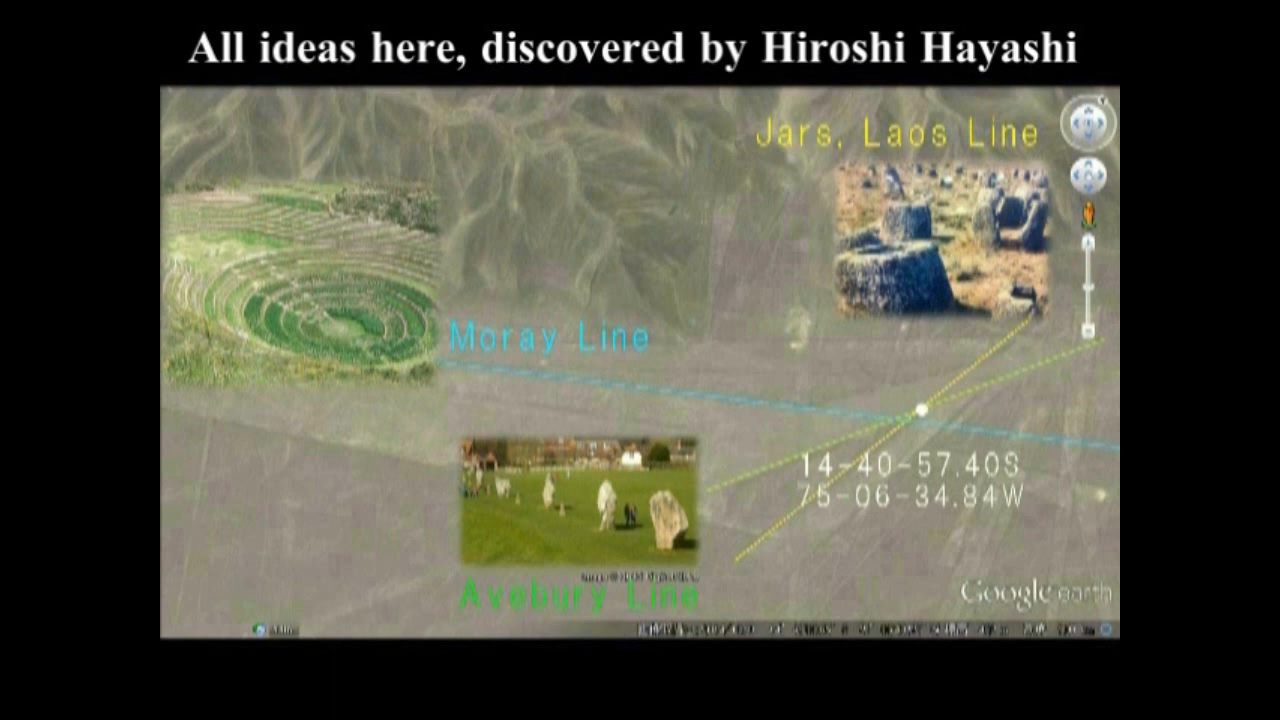 All ideas here, discovered by Hiroshi Hayashi
Jars, Laos Line
Moray Line
14-40-57.40S
75-06-34.84W
Avebury Line
Google earth